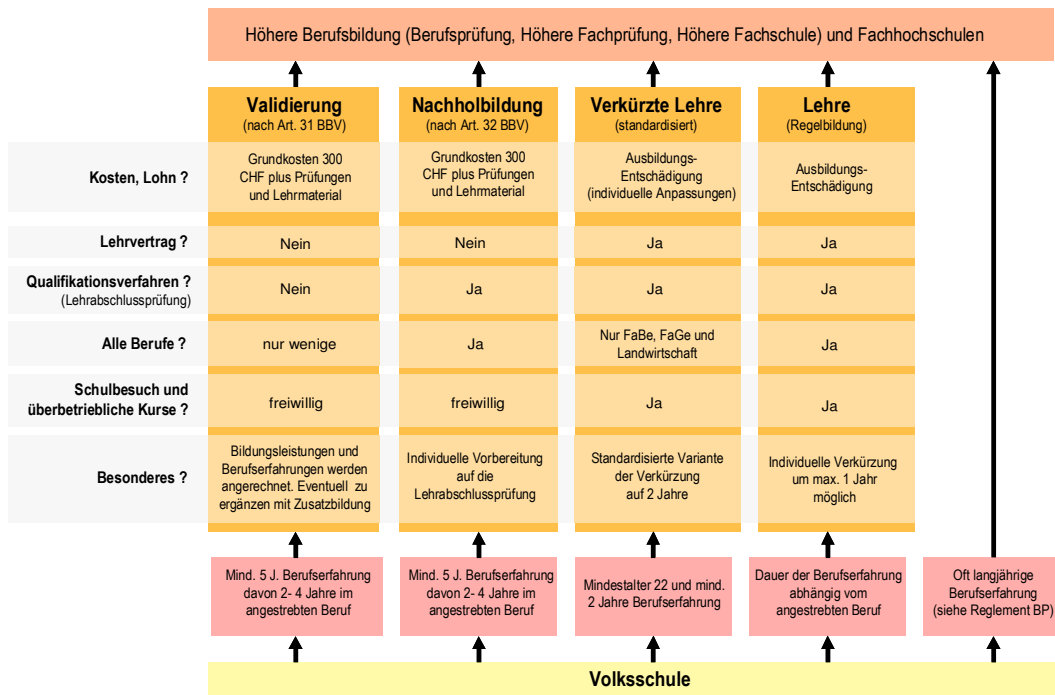 Höhere Berufsbildung (Berufsprüfung, Höhere Fachprüfung, Höhere Fachschule) und Fachhochschulen
Validierung
(nach Art. 31 BBV)
Nachholbildung
(nach Art. 32 BBV)
Verkürzte Lehre
(standardisiert)
Lehre
(Regelbildung)
Kosten, Lohn ?
Grundkosten 300
CHF plus Prüfungen
und Lehrmaterial
Grundkosten 300
CHF plus Prüfungen
und Lehrmaterial
Ausbildungs-
Entschädigung
(individuelle Anpassungen)
Ausbildungs-
Entschädigung
Lehrvertrag ?
Nein
Nein
Ja
Ja
Qualifikationsverfahren ?
(Lehrabschlussprüfung)
Nein
Ja
Ja
Ja
Alle Berufe ?
nur wenige
Ja
Nur FaBe, FaGe und
Landwirtschaft
Ja
Schulbesuch und
überbetriebliche Kurse ?
freiwillig
freiwillig
Ja
Ja
Besonderes ?
Bildungsleistungen und
Berufserfahrungen werden
angerechnet. Eventuell zu
ergänzen mit Zusatzbildung
Individuelle Vorbereitung
auf die
Lehrabschlussprüfung
Standardisierte Variante
der Verkürzung
auf 2 Jahre
Individuelle Verkürzung
um max. 1 Jahr
möglich
Mind. 5 J. Berufserfahrung
davon 2- 4 Jahre im
angestrebten Beruf
Mind. 5 J. Berufserfahrung
davon 2- 4 Jahre im
angestrebten Beruf
Mindestalter 22 und mind.
2 Jahre Berufserfahrung
Dauer der Berufserfahrung
abhängig vom
angestrebten Beruf
Oft langjährige
Berufserfahrung
(siehe Reglement BP)
Volksschule